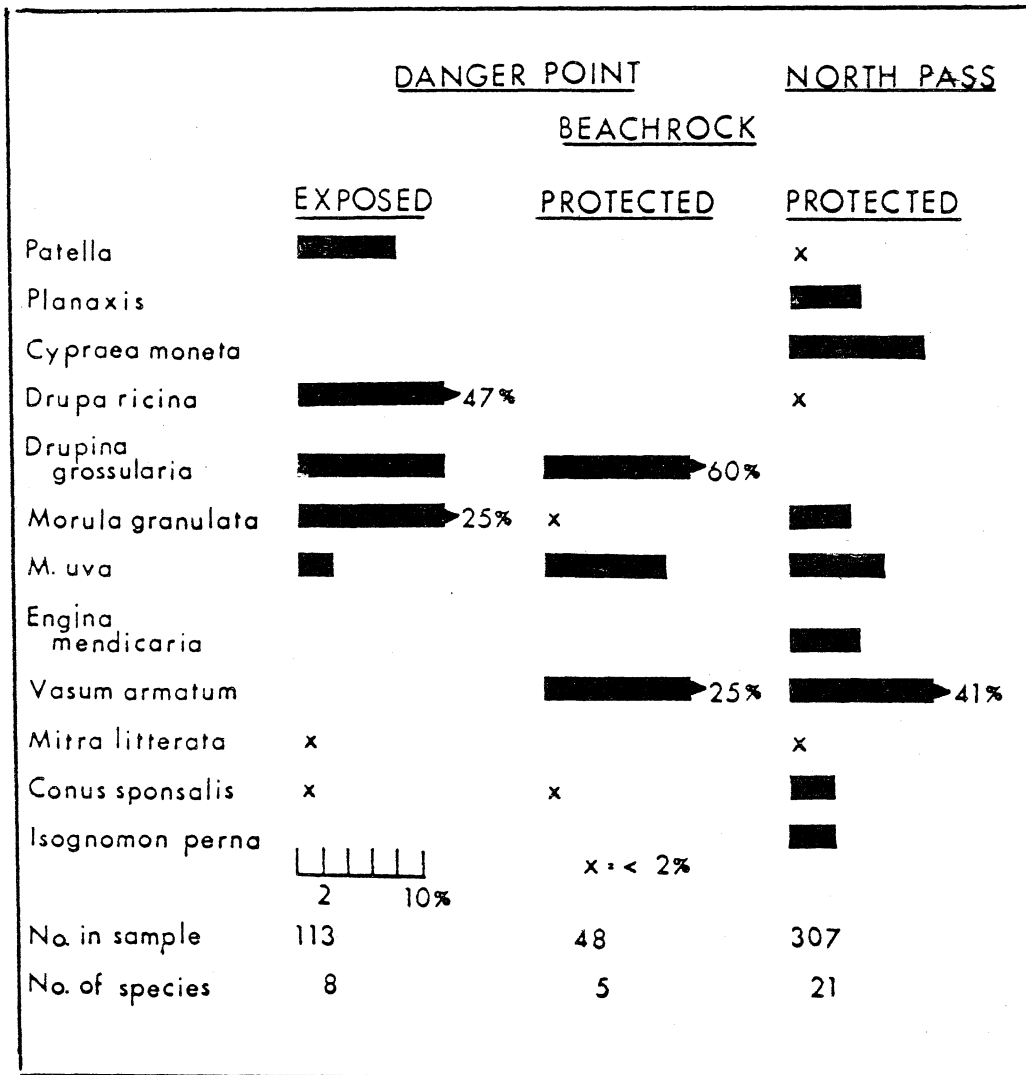 DANGER POINT NORTH PASS
BEACHROCK
EXPOSED PROTECTED PROTECTED
Patella x
Planaxis
Cypraea moneta
Drupa ricina 47% x
Drupina
grossularia 60%
Morula granulata 25% x
M. uva
Engina
mendicaria
Vasum armatum 25% 41%
Mitra litterata x x
Conus sponsalis x x
Isognomon perna
x = < 2%
2 10%
No. in sample 113 48 307
No. of species 8 5 21